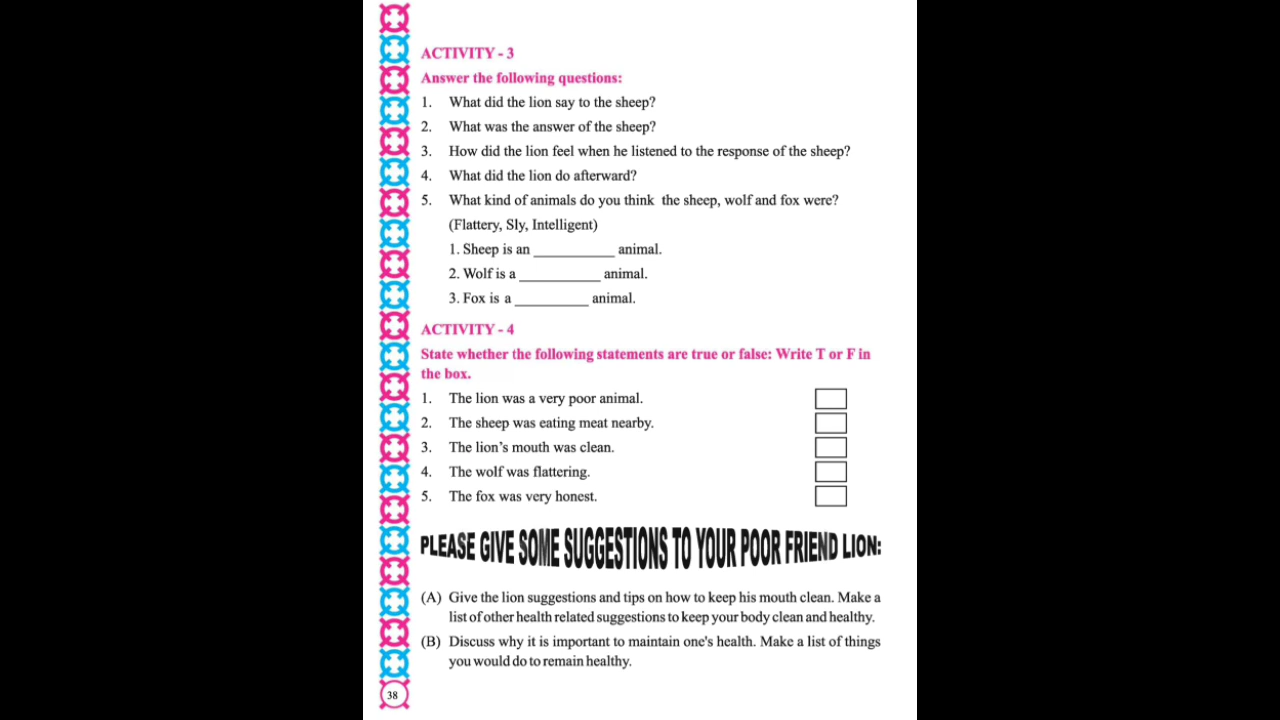 ACTIVITY - 3
Answer the following questions:
1. What did the lion say to the sheep?
2. What was the answer of the sheep?
3. How did the lion feel when he listened to the response of the sheep?
4. What did the lion do afterward?
5. What kind of animals do you think the sheep, wolf and fox were?
(Flattery, Sly, Intelligent)
1. Sheep is an ___________ animal.
2. Wolf is a ___________ animal.
3. Fox is a __________ animal.
ACTIVITY - 4
State whether the following statements are true or false: Write T or F in
the box.
1. The lion was a very poor animal.
2. The sheep was eating meat nearby.
3. The lion's mouth was clean.
4. The wolf was flattering.
5. The fox was very honest.
PLEASE GIVE SOME SUGGESTIONS TO YOUR POOR FRIEND LION:
(A) Give the lion suggestions and tips on how to keep his mouth clean. Make a
list of other health related suggestions to keep your body clean and healthy.
(B) Discuss why it is important to maintain one's health. Make a list of things
you would do to remain healthy.
38